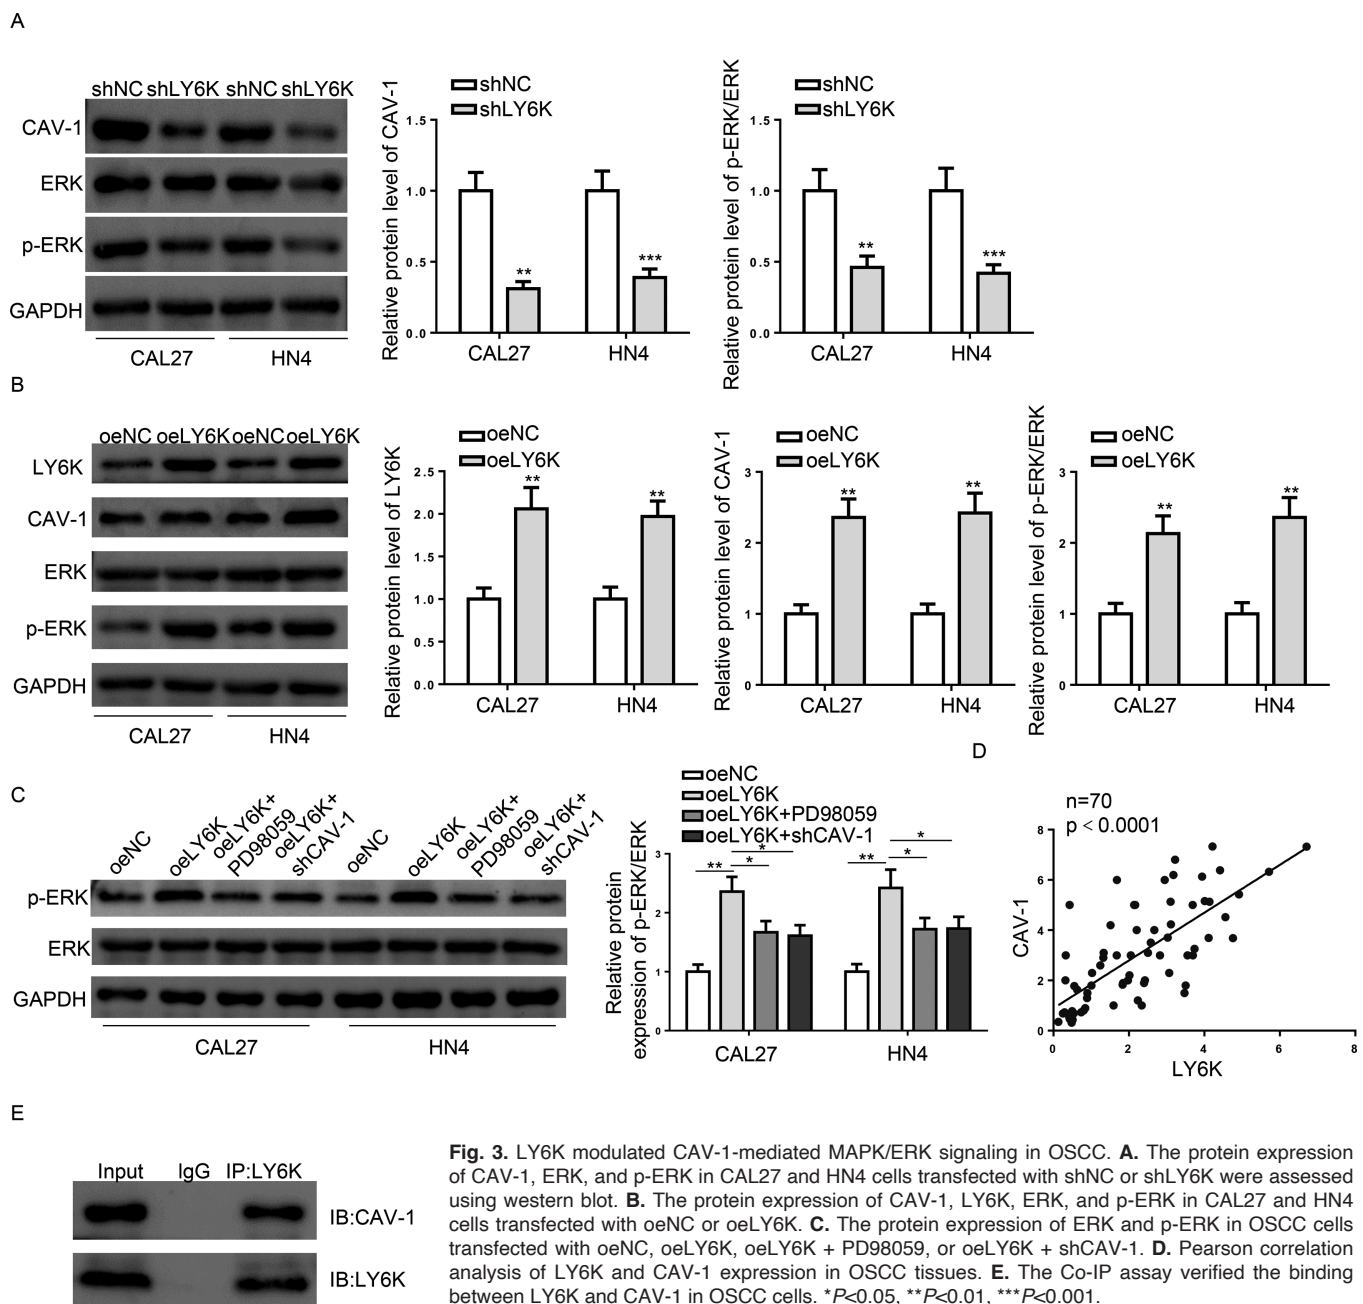 A
shNC shLY6K shNC shLY6K
CAV-1
ERK
p-ERK
GAPDH
CAL27 HN4
Relative protein level of CAV-1
shNC
shLY6K
1.5
1.0
0.5
0.0
** ***
CAL27 HN4
Relative protein level of p-ERK/ERK
shNC
shLY6K
1.5
1.0
0.5
0.0
** ***
CAL27 HN4
B
oeNC oeLY6K oeNC oeLY6K
LY6K
CAV-1
ERK
p-ERK
GAPDH
CAL27 HN4
Relative protein level of LY6K
oeNC
oeLY6K
2.5
2.0
1.5
1.0
0.5
0.0
** **
CAL27 HN4
Relative protein level of CAV-1
oeNC
oeLY6K
3
2
1
0
** **
CAL27 HN4
Relative protein level of p-ERK/ERK
oeNC
oeLY6K
3
2
1
0
** **
CAL27 HN4
C
oeNC
oeLY6K
oeLY6K+
PD98059
oeLY6K+
shCAV-1
oeNC
oeLY6K
oeLY6K+
PD98059
oeLY6K+
shCAV-1
p-ERK
ERK
GAPDH
CAL27 HN4
Relative protein
expression of p-ERK/ERK
oeNC
oeLY6K
oeLY6K+PD98059
oeLY6K+shCAV-1
3
2
1
0
** * *
** * *
CAL27 HN4
D
n=70
p < 0.0001
CAV-1
8
6
4
2
0
0 2 4 6 8
LY6K
E
Input IgG IP:LY6K
IB:CAV-1
IB:LY6K
Fig. 3. LY6K modulated CAV-1-mediated MAPK/ERK signaling in OSCC. A. The protein expression
of CAV-1, ERK, and p-ERK in CAL27 and HN4 cells transfected with shNC or shLY6K were assessed
using western blot. B. The protein expression of CAV-1, LY6K, ERK, and p-ERK in CAL27 and HN4
cells transfected with oeNC or oeLY6K. C. The protein expression of ERK and p-ERK in OSCC cells
transfected with oeNC, oeLY6K, oeLY6K + PD98059, or oeLY6K + shCAV-1. D. Pearson correlation
analysis of LY6K and CAV-1 expression in OSCC tissues. E. The Co-IP assay verified the binding
between LY6K and CAV-1 in OSCC cells. *P<0.05, **P<0.01, ***P<0.001.